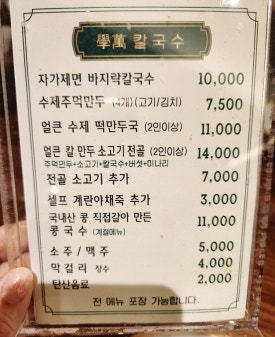 學萬 칼국수
자가제면 바지락칼국수 10,000
수제주먹만두 (4개)(고기/김치) 7,500
얼큰 수제 떡만두국 (2인이상) 11,000
얼큰 칼 만두 소고기 전골 (2인이상) 14,000
주먹만두+소고기+칼국수+버섯+미나리
전골 소고기 추가 7,000
셀프 계란야채죽 추가 3,000
국내산 콩 직접갈아 만든 11,000
콩국수 (계절메뉴)
소주/맥주 5,000
막걸리 장수 4,000
탄산음료 2,000
전 메뉴 포장 가능합니다.